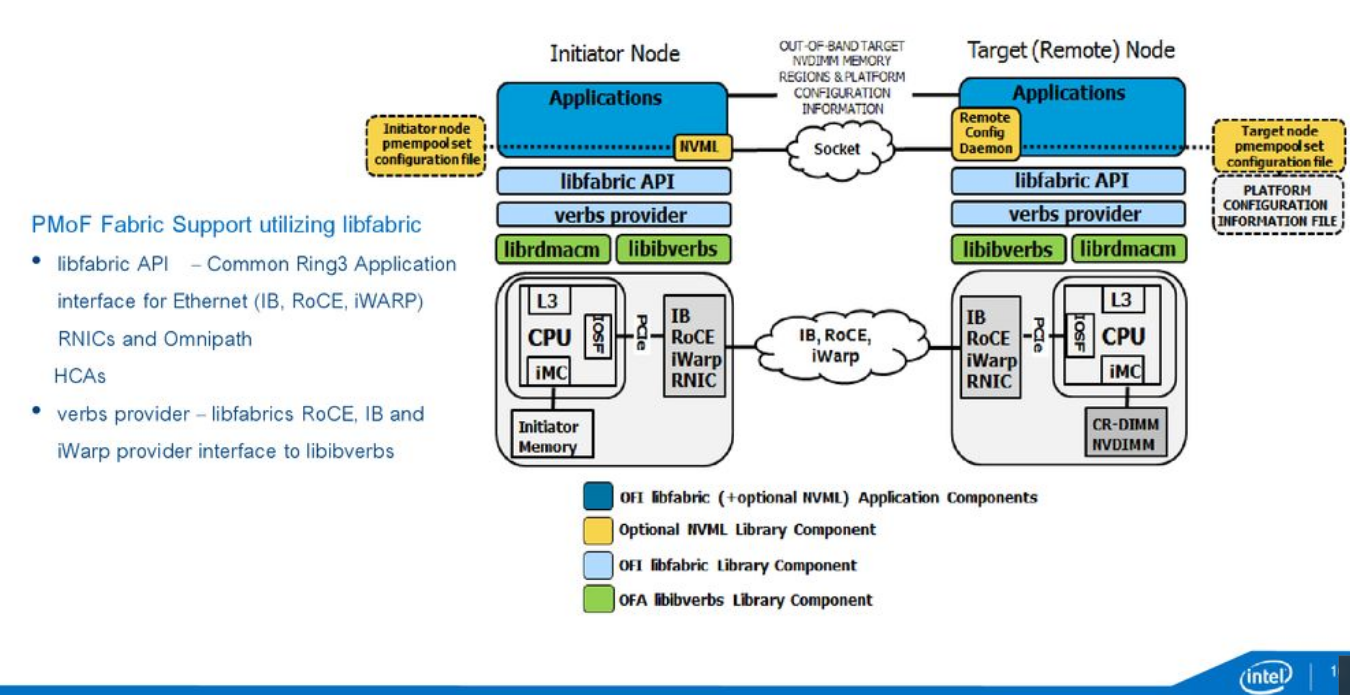 Initiator Node
OUT-OF-BAND TARGET
NVDIMM MEMORY
REGIONS & PLATFORM
CONFIGURATION
INFORMATION
Target (Remote) Node
Applications
Applications
Initiator node
pmempool set
configuration file
NVML
Socket
Remote
Config
Daemon
Target node
pmempool set
configuration file
PLATFORM
CONFIGURATION
INFORMATION FILE
libfabric API
libfabric API
verbs provider
verbs provider
librdmacm
libibverbs
libibverbs
librdmacm
PMoF Fabric Support utilizing libfabric
• libfabric API – Common Ring3 Application
interface for Ethernet (IB, RoCE, iWARP)
RNICs and Omnipath
HCAs
• verbs provider – libfabrics RoCE, IB and
iWarp provider interface to libibverbs
L3
CPU
IOSF
iMC
PCIe
IB
RoCE
iWarp
RNIC
Initiator
Memory
IB, RoCE,
iWarp
IB
RoCE
iWarp
RNIC
PCIe
IOSF
L3
CPU
iMC
CR-DIMM
NVDIMM
OFI libfabric (+optional NVML) Application Components
Optional NVML Library Component
OFI libfabric Library Component
OFA libibverbs Library Component
intel